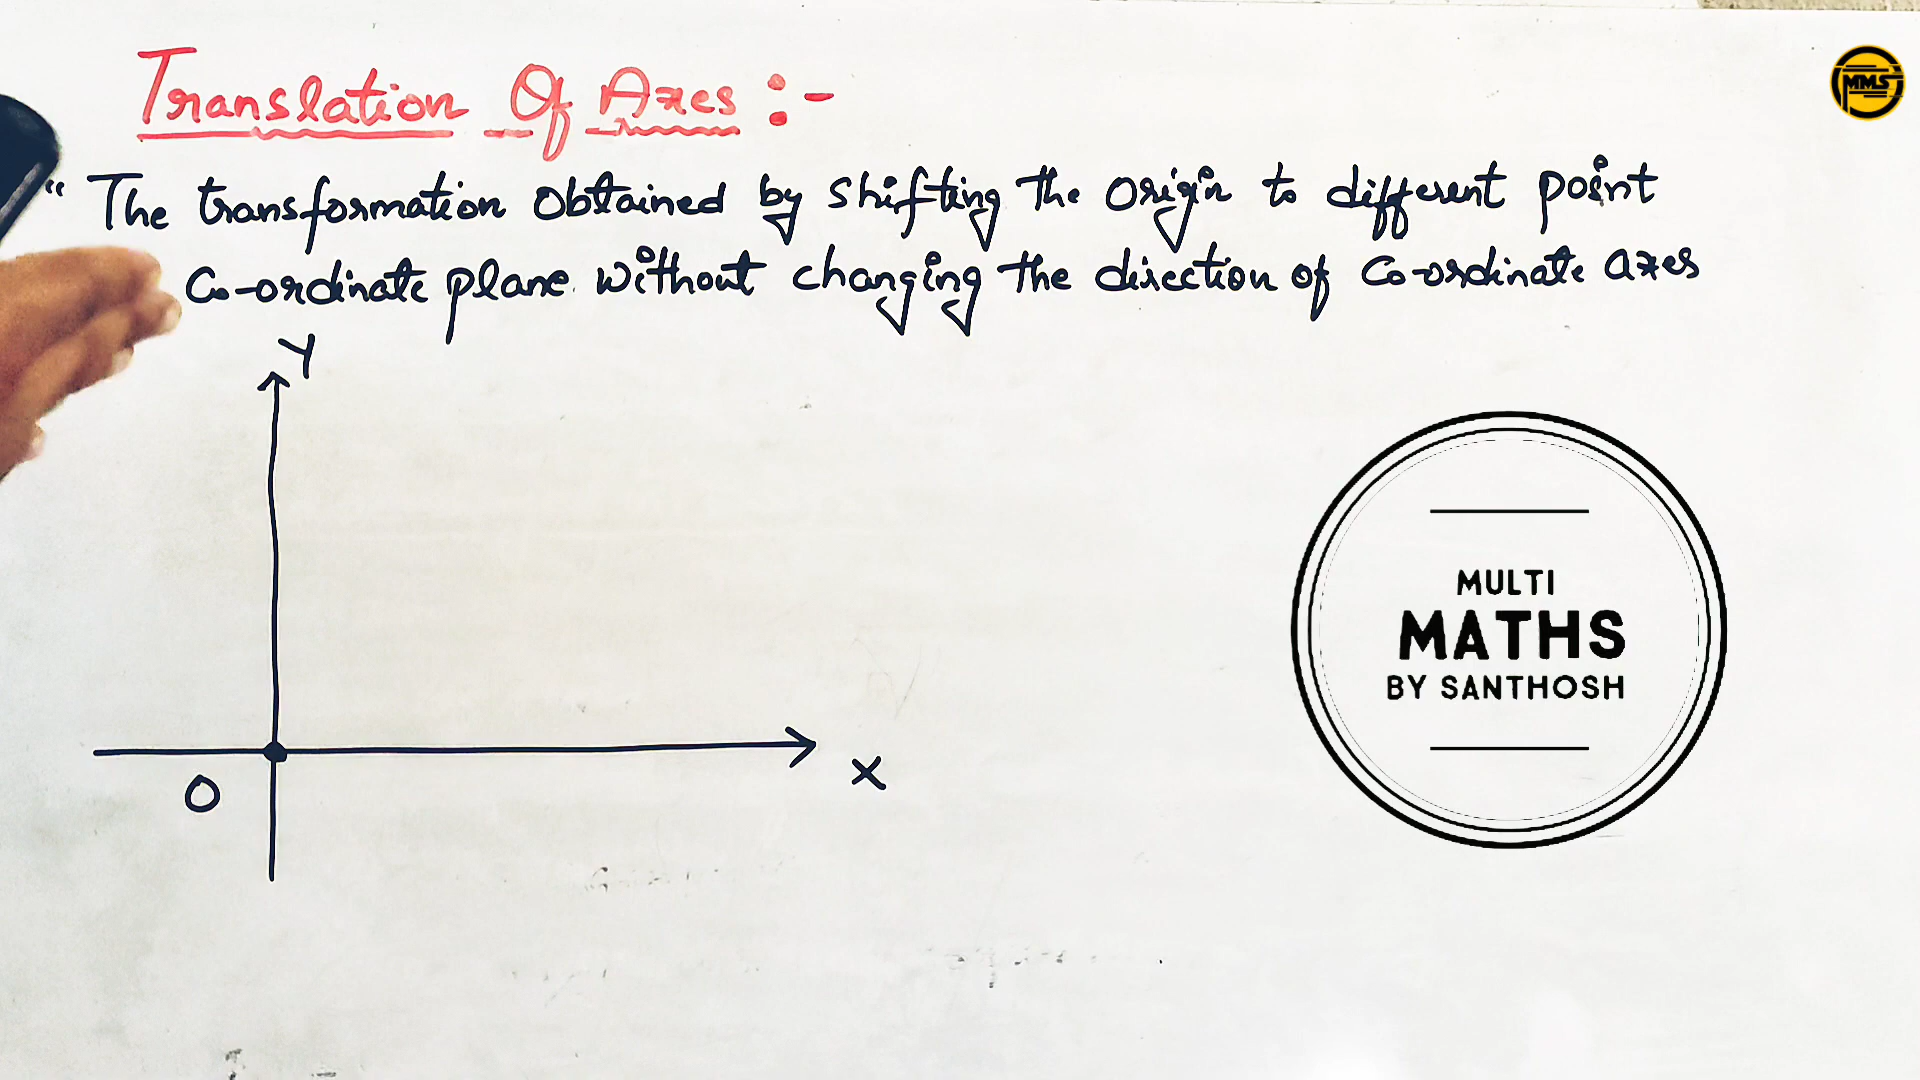 Translation Of Axes :-
" The transformation obtained by shifting the origin to different point
Co-ordinate plane. without changing the direction of co-ordinate axes
Y
O
X
MMS
MULTI
MATHS
BY SANTHOSH